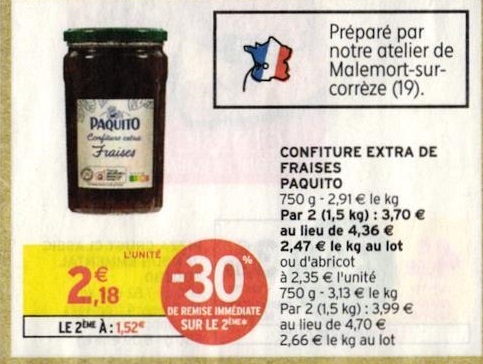 Préparé par
notre atelier de
Malemort-sur-
corrèze (19).
PAQUITO
Confiture extra
Fraises
CONFITURE EXTRA DE
FRAISES
PAQUITO
750 g - 2,91 € le kg
Par 2 (1,5 kg) : 3,70 €
au lieu de 4,36 €
2,47 € le kg au lot
ou d'abricot
à 2,35 € l'unité
750 g - 3,13 € le kg
Par 2 (1,5 kg) : 3,99 €
au lieu de 4,70 €
2,66 € le kg au lot
L'UNITÉ
2,18 €
LE 2ÈME À : 1,52€
-30%
DE REMISE IMMÉDIATE
SUR LE 2ÈME